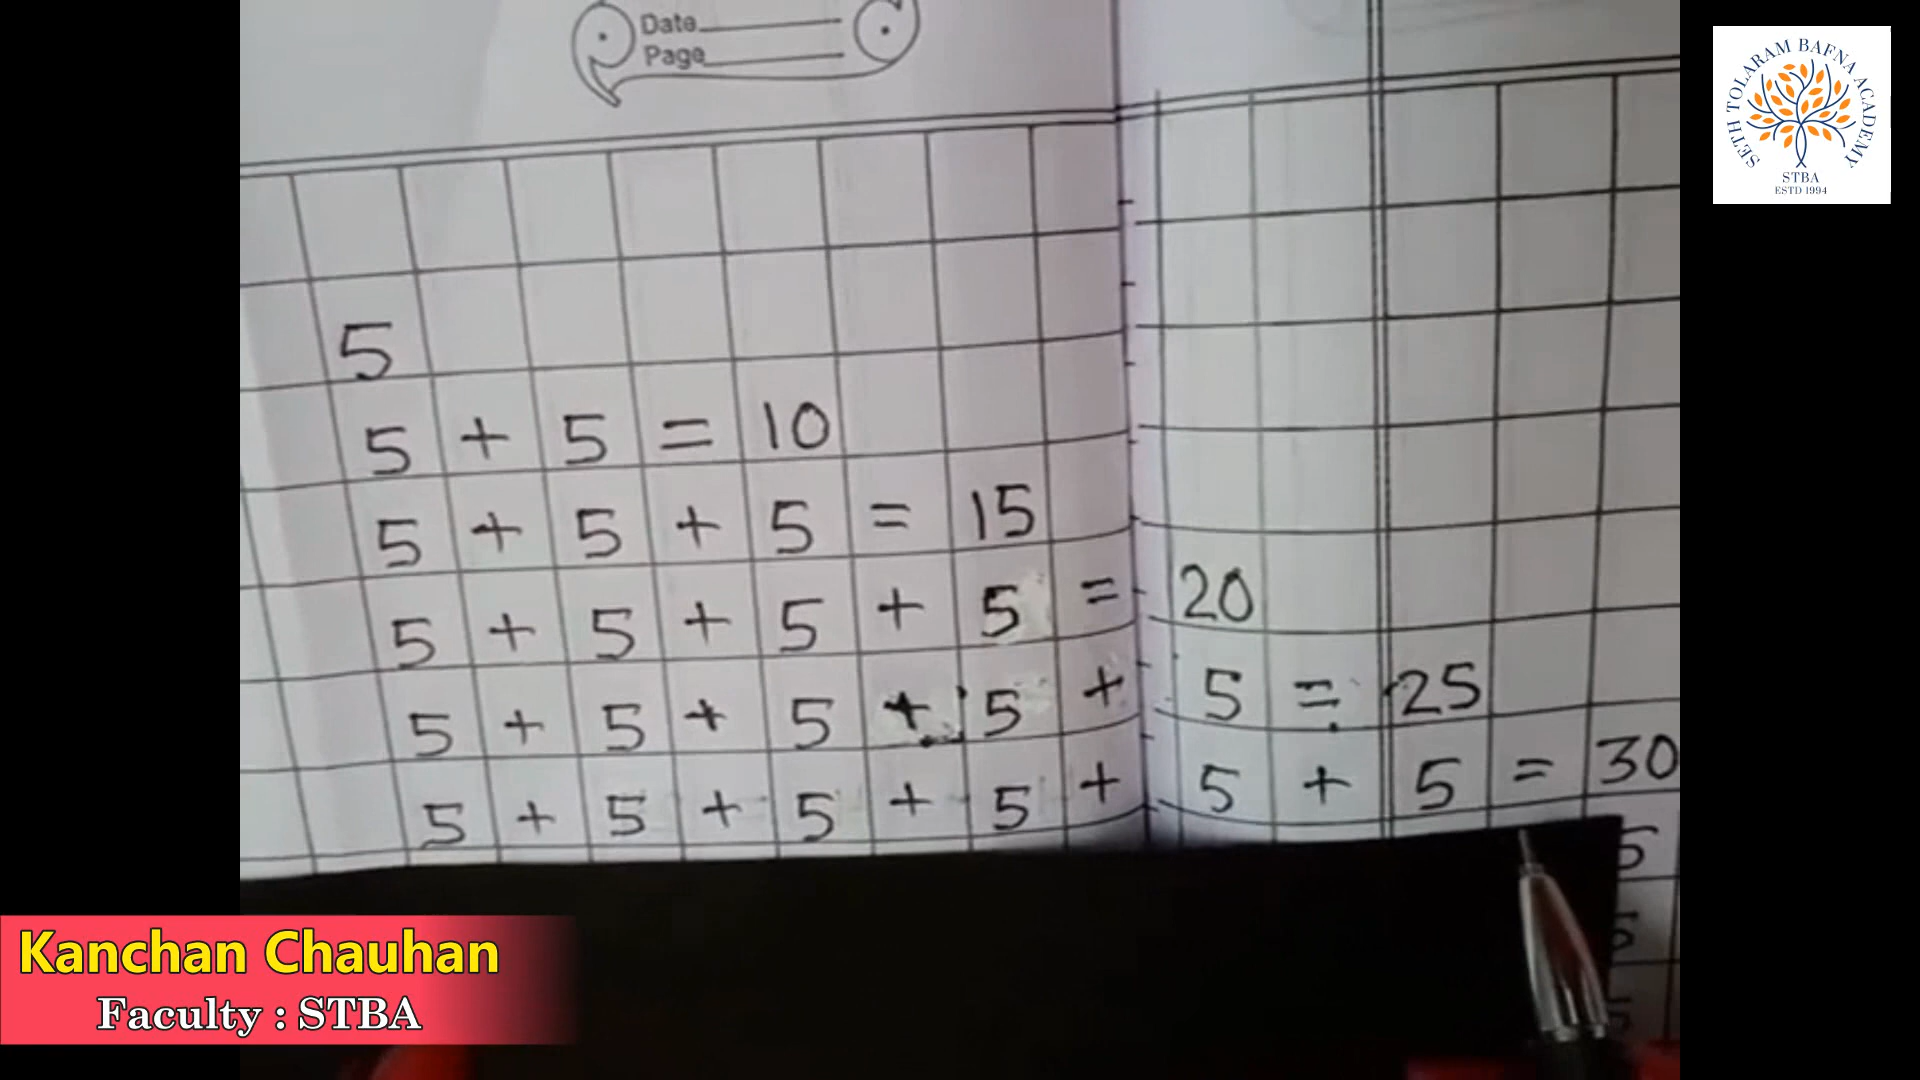 Date
Page
SETH TOLARAM BAFNA ACADEMY
STBA
ESTD 1994
5
5 + 5 = 10
5 + 5 + 5 = 15
5 + 5 + 5 + 5 = 20
5 + 5 + 5 + 5 + 5 = 25
5 + 5 + 5 + 5 + 5 + 5 = 30
5
5
Kanchan Chauhan
Faculty : STBA